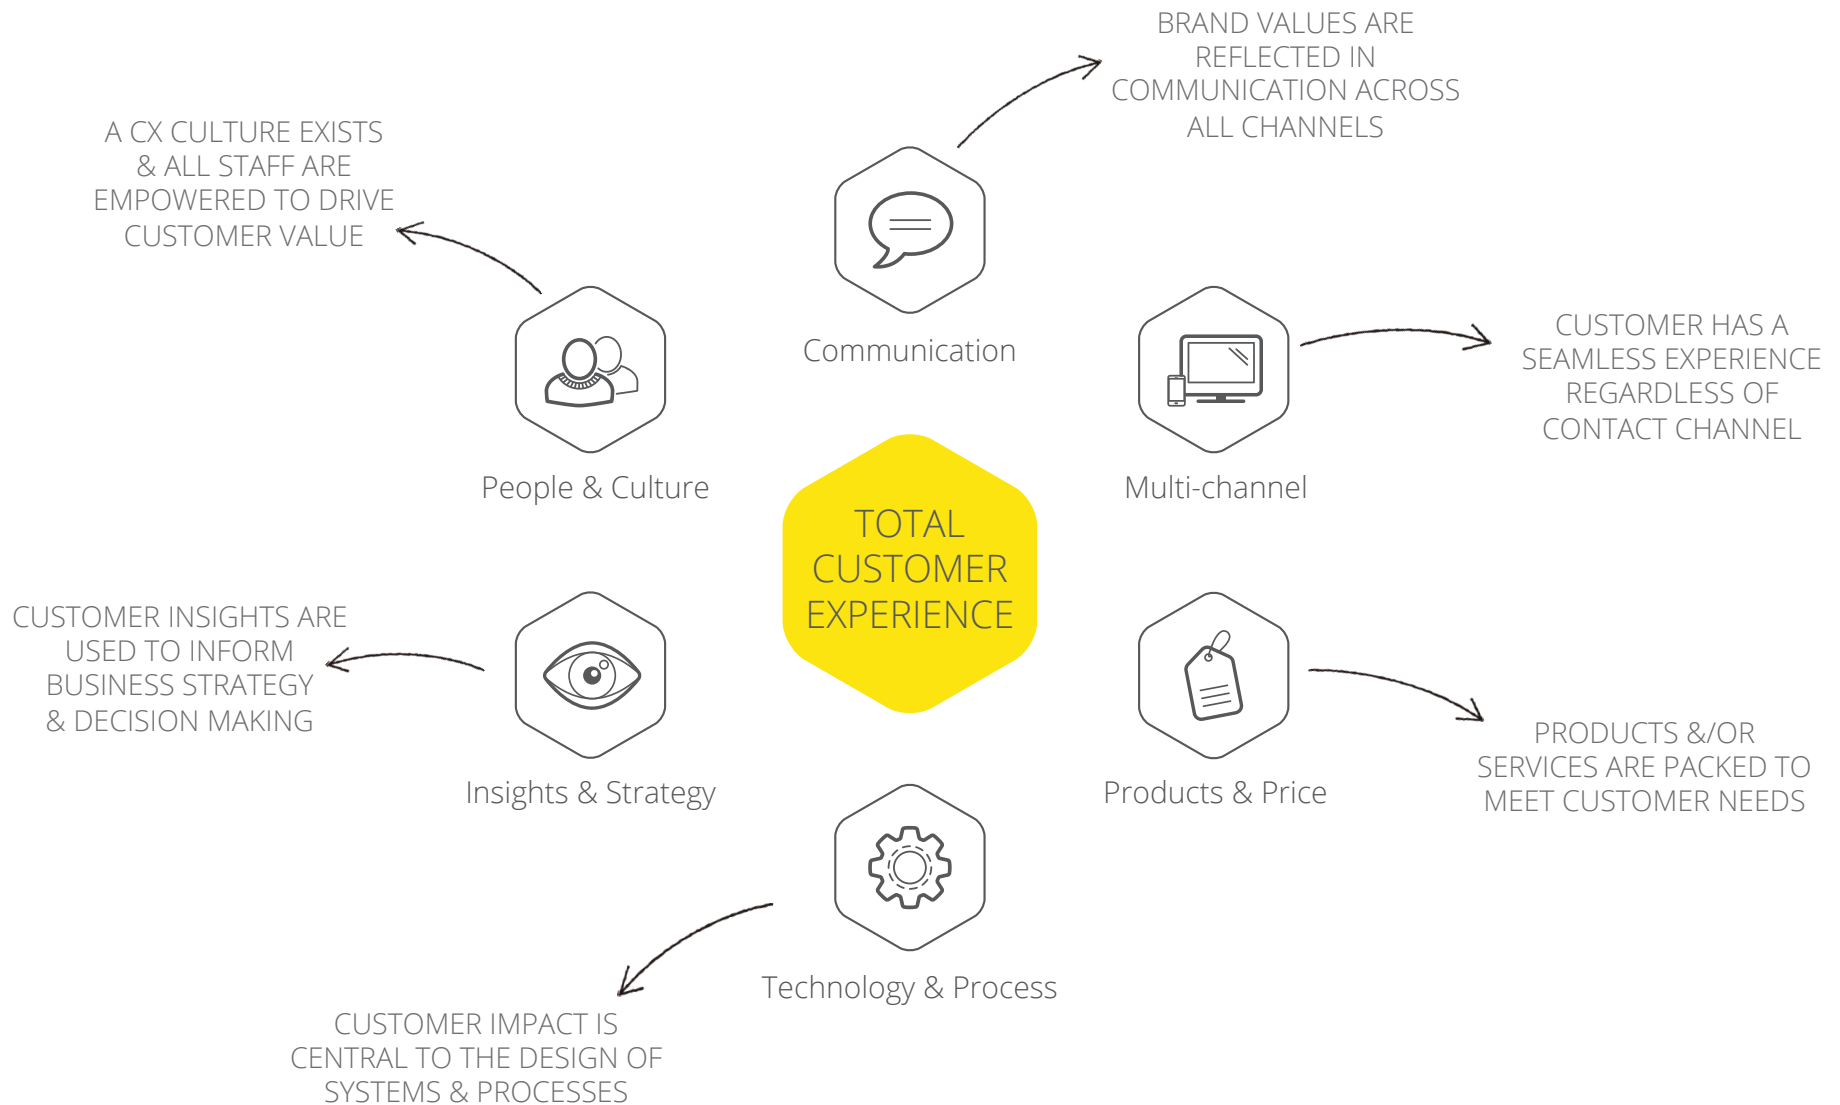 BRAND VALUES ARE
REFLECTED IN
COMMUNICATION ACROSS
ALL CHANNELS
A CX CULTURE EXISTS
& ALL STAFF ARE
EMPOWERED TO DRIVE
CUSTOMER VALUE
Communication
CUSTOMER HAS A
SEAMLESS EXPERIENCE
REGARDLESS OF
CONTACT CHANNEL
People & Culture
Multi-channel
TOTAL
CUSTOMER
EXPERIENCE
CUSTOMER INSIGHTS ARE
USED TO INFORM
BUSINESS STRATEGY
& DECISION MAKING
Insights & Strategy
Products & Price
PRODUCTS &/OR
SERVICES ARE PACKED TO
MEET CUSTOMER NEEDS
Technology & Process
CUSTOMER IMPACT IS
CENTRAL TO THE DESIGN OF
SYSTEMS & PROCESSES